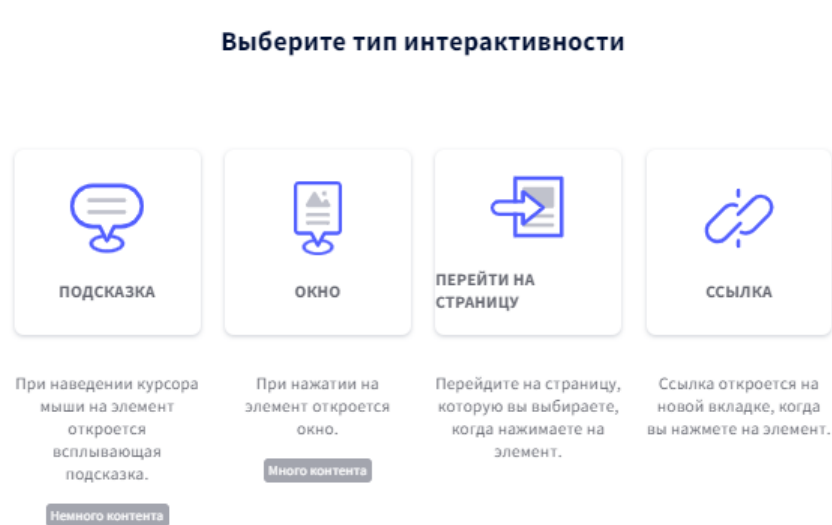 Выберите тип интерактивности
ПОДСКАЗКА
ОКНО
ПЕРЕЙТИ НА
СТРАНИЦУ
ССЫЛКА
При наведении курсора
мыши на элемент
откроется
всплывающая
подсказка.
Немного контента
При нажатии на
элемент откроется
окно.
Много контента
Перейдите на страницу,
которую вы выбираете,
когда нажимаете на
элемент.
Ссылка откроется на
новой вкладке, когда
вы нажмете на элемент.